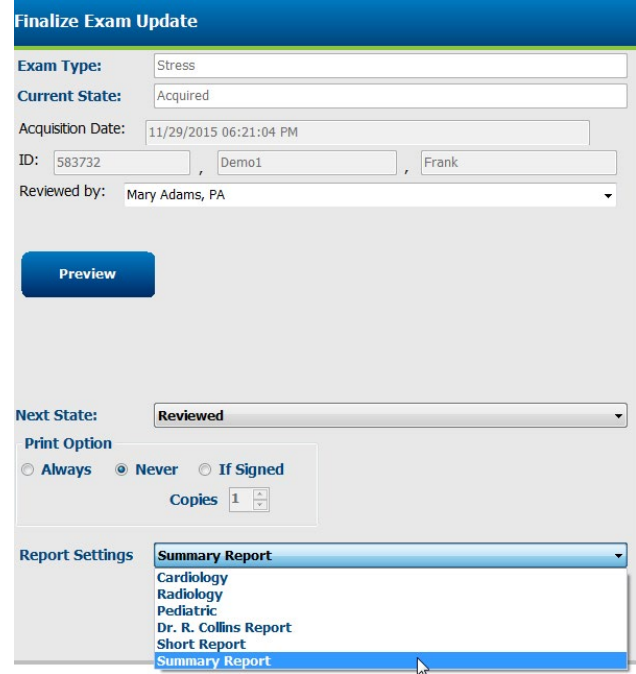 Finalize Exam Update
Exam Type: Stress
Current State: Acquired
Acquisition Date: 11/29/2015 06:21:04 PM
ID: 583732 , Demo1 , Frank
Reviewed by: Mary Adams, PA
Preview
Next State: Reviewed
Print Option
Always Never If Signed
Copies 1
Report Settings Summary Report
Cardiology
Radiology
Pediatric
Dr. R. Collins Report
Short Report
Summary Report